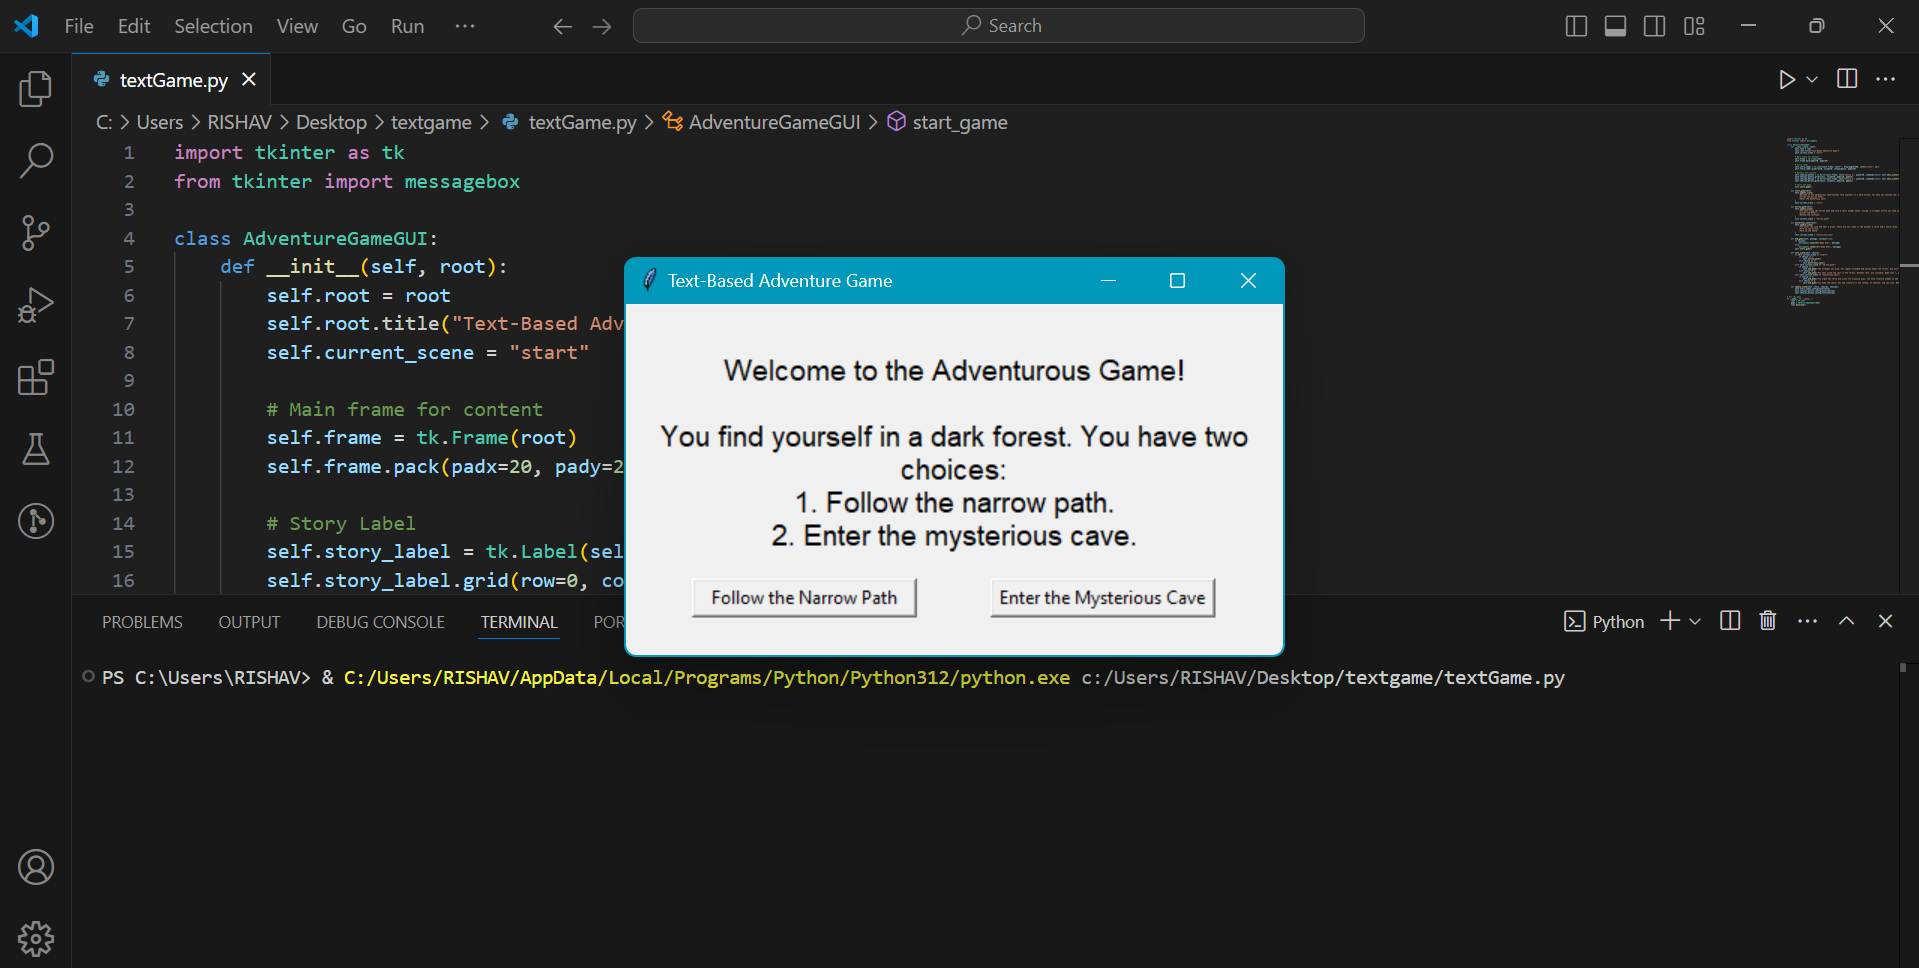 File Edit Selection View Go Run ··· Search
textGame.py
C: > Users > RISHAV > Desktop > textgame > textGame.py > AdventureGameGUI > start_game
1 import tkinter as tk
2 from tkinter import messagebox
3
4 class AdventureGameGUI:
5 def __init__(self, root):
6 self.root = root
7 self.root.title("Text-Based Adv
8 self.current_scene = "start"
9
10 # Main frame for content
11 self.frame = tk.Frame(root)
12 self.frame.pack(padx=20, pady=2
13
14 # Story Label
15 self.story_label = tk.Label(sel
16 self.story_label.grid(row=0, co
Text-Based Adventure Game
Welcome to the Adventurous Game!
You find yourself in a dark forest. You have two
choices:
1. Follow the narrow path.
2. Enter the mysterious cave.
Follow the Narrow Path Enter the Mysterious Cave
PROBLEMS OUTPUT DEBUG CONSOLE TERMINAL POR Python
PS C:\Users\RISHAV> & C:/Users/RISHAV/AppData/Local/Programs/Python/Python312/python.exe c:/Users/RISHAV/Desktop/textgame/textGame.py